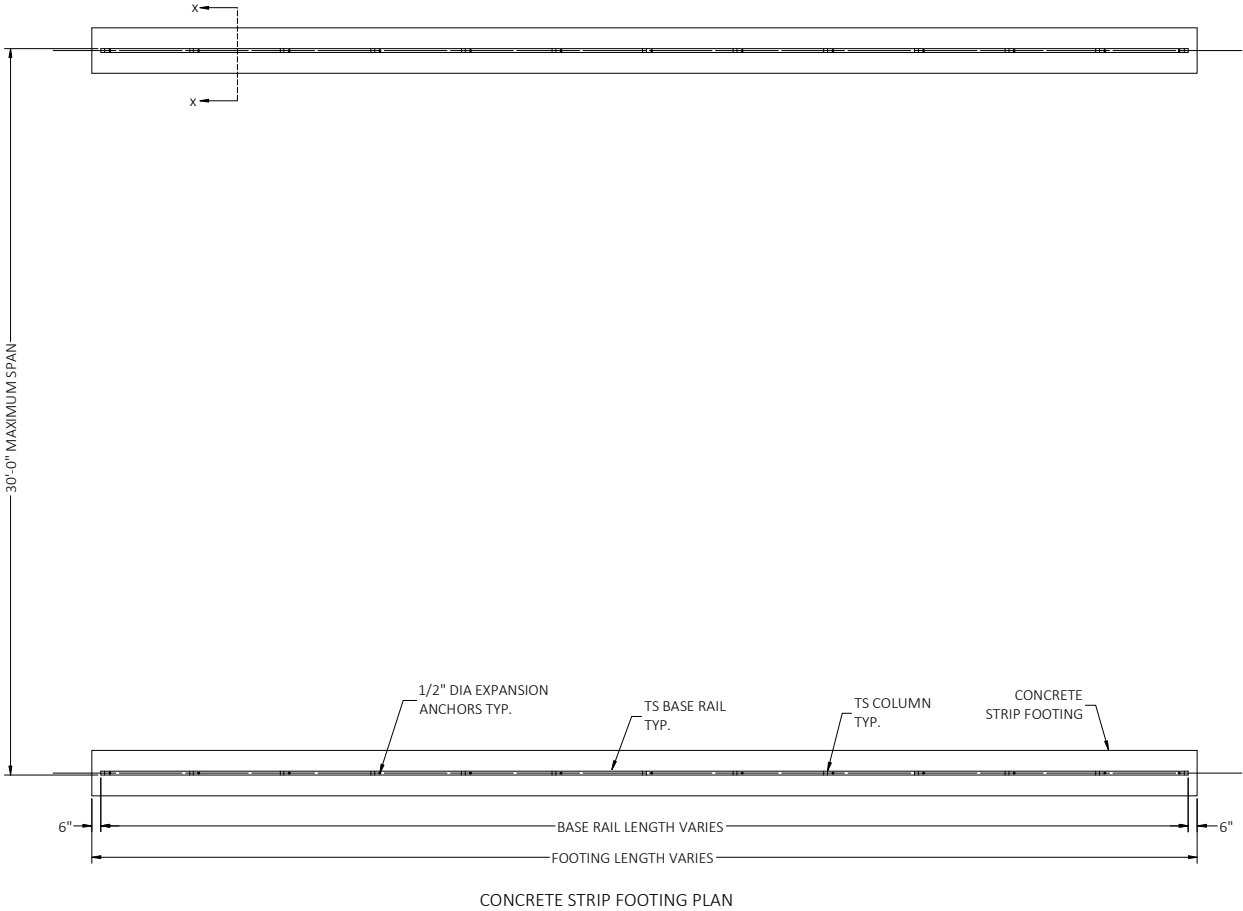 x
x
30'-0" MAXIMUM SPAN
1/2" DIA EXPANSION
ANCHORS TYP.
TS BASE RAIL
TYP.
TS COLUMN
TYP.
CONCRETE
STRIP FOOTING
6"
BASE RAIL LENGTH VARIES
6"
FOOTING LENGTH VARIES
CONCRETE STRIP FOOTING PLAN